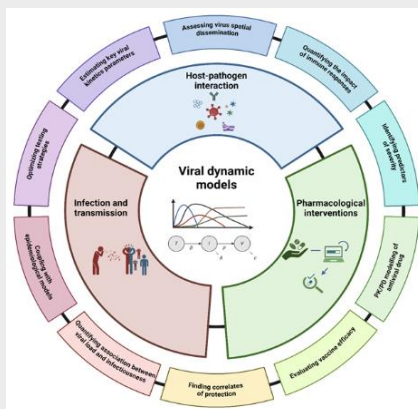 Assessing virus spatial
dissemination
Estimating key viral
kinetics parameters
Quantifying the impact
of immune responses
Host-pathogen
interaction
Optimizing testing
strategies
Identifying predictors
of severity
Viral dynamic
models
Infection and
transmission
Pharmacological
interventions
Coupling with
epidemiological models
PK/PD modelling of
antiviral drug
Quantifying association between
viral load and infectiousness
Evaluating vaccine efficacy
Finding correlates
of protection